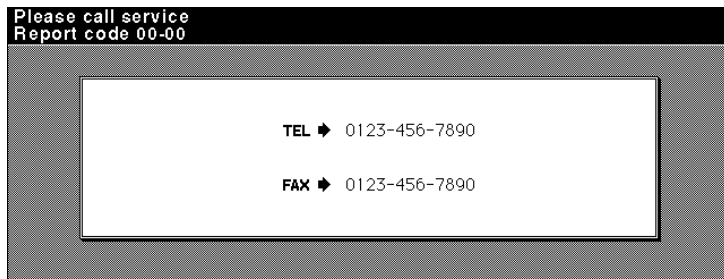 Please call service
Report code 00-00
TEL ➧ 0123-456-7890
FAX ➧ 0123-456-7890